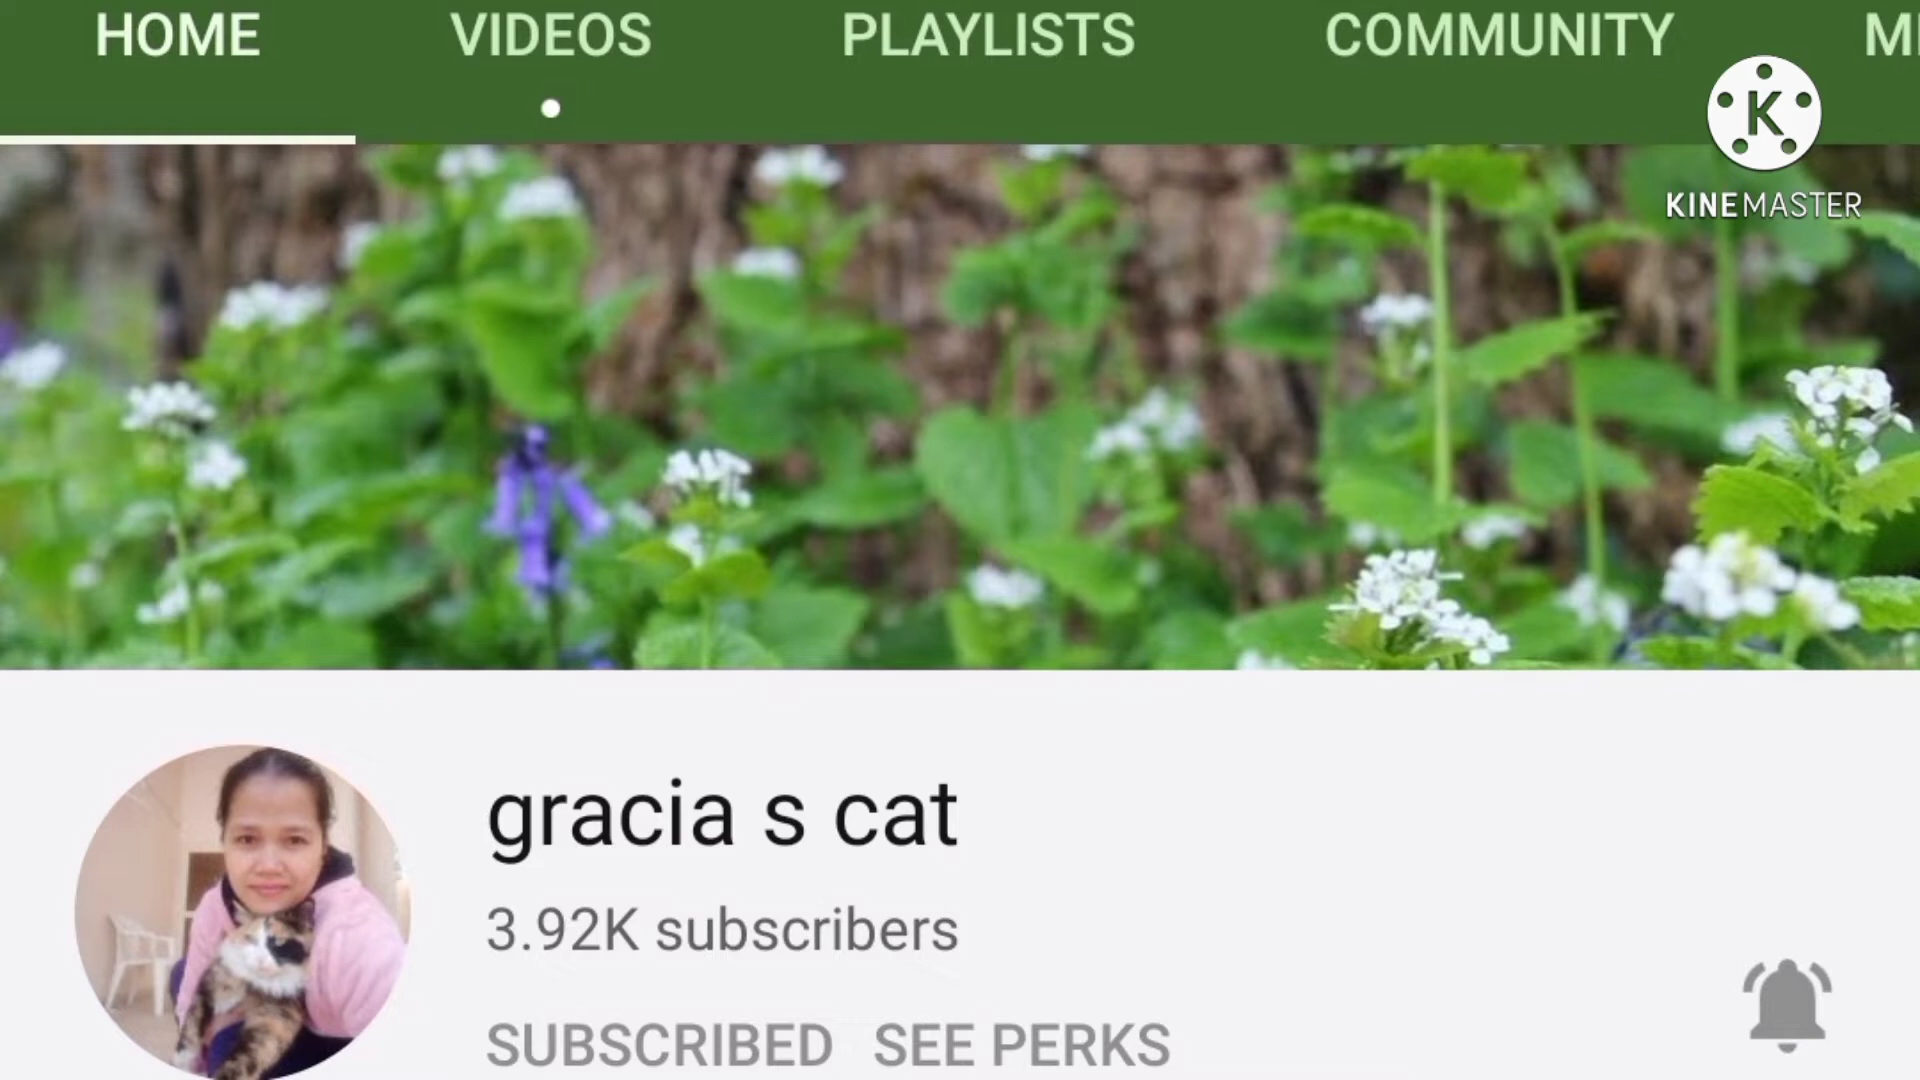 HOME VIDEOS PLAYLISTS COMMUNITY
K
KINEMASTER
gracia s cat
3.92K subscribers
SUBSCRIBED SEE PERKS